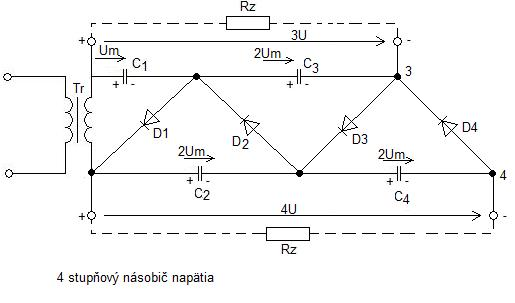 Rz
+ 3U -
Um 2Um
C1 C3
+ - + - 3
Tr
D1 D2 D3 D4
2Um 2Um
+ - + - 4
C2 C4
+ 4U -
Rz
4 stupňový násobič napätia